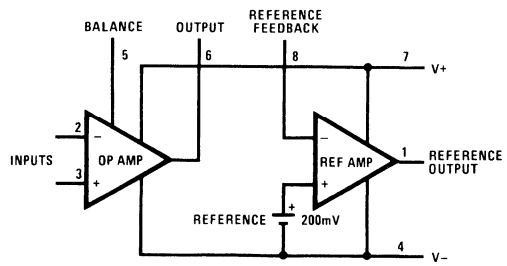 BALANCE OUTPUT REFERENCE
FEEDBACK
5 6 8 7 V+
2
−
INPUTS OP AMP
3 +
−
REF AMP
+
1 REFERENCE
OUTPUT
+
REFERENCE 200mV
4 V−